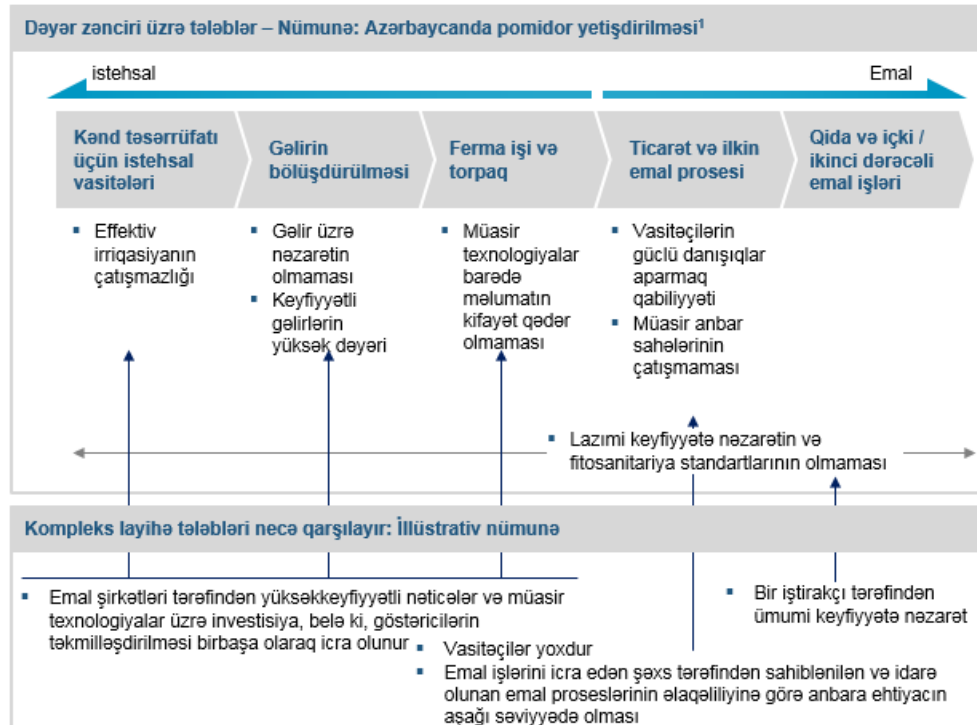 Dəyər zənciri üzrə tələblər – Nümunə: Azərbaycanda pomidor yetişdirilməsi¹
istehsal
Emal
Kənd təsərrüfatı
üçün istehsal
vasitələri
Gəlirin
bölüşdürülməsi
Ferma işi və
torpaq
Ticarət və ilkin
emal prosesi
Qida və içki /
ikinci dərəcəli
emal işləri
▪ Effektiv
irriqasiyanın
çatışmazlığı
▪ Gəlir üzrə
nəzarətin
olmaması
▪ Keyfiyyətli
gəlirlərin
yüksək dəyəri
▪ Müasir
texnologiyalar
barədə
məlumatın
kifayət qədər
olmaması
▪ Vasitəçilərin
güclü danışıqlar
aparmaq
qabiliyyəti
▪ Müasir anbar
sahələrinin
çatışmaması
▪ Lazımi keyfiyyətə nəzarətin və
fitosanitariya standartlarının olmaması
Kompleks layihə tələbləri necə qarşılayır: İllüstrativ nümunə
▪ Emal şirkətləri tərəfindən yüksəkkeyfiyyətli nəticələr və müasir
texnologiyalar üzrə investisiya, belə ki, göstəricilərin
təkmilləşdirilməsi birbaşa olaraq icra olunur
▪ Vasitəçilər yoxdur
▪ Emal işlərini icra edən şəxs tərəfindən sahiblənilən və idarə
olunan emal proseslərinin əlaqəliliyinə görə anbara ehtiyacın
aşağı səviyyədə olması
▪ Bir iştirakçı tərəfindən
ümumi keyfiyyətə nəzarət